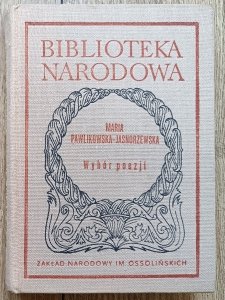 BIBLIOTEKA
NARODOWA
MARIA
PAWLIKOWSKA-JASNORZEWSKA
Wybór poezji
ZAKŁAD NARODOWY IM. OSSOLIŃSKICH